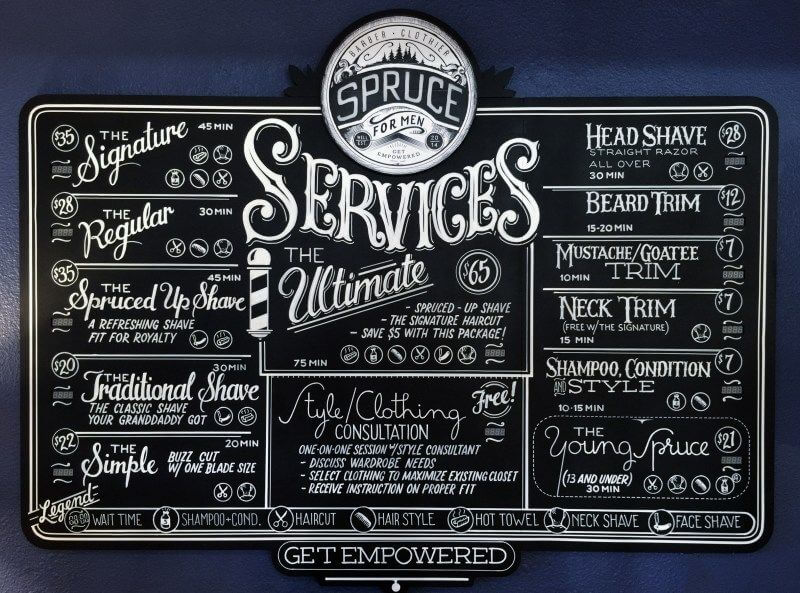 BARBER · CLOTHIER
SPRUCE
FOR MEN
WELL EST 20 14
GET
EMPOWERED
SERVICES
$35 THE Signature 45 MIN
$28 THE Regular 30 MIN
$35 THE Spruced Up Shave 45 MIN
A REFRESHING SHAVE
FIT FOR ROYALTY
$20 THE Traditional Shave 30 MIN
THE CLASSIC SHAVE
YOUR GRANDDADDY GOT
$22 THE Simple 20 MIN
BUZZ CUT
W/ ONE BLADE SIZE
THE
Ultimate $65
- SPRUCED-UP SHAVE
- THE SIGNATURE HAIRCUT
- SAVE $5 WITH THIS PACKAGE!
75 MIN
Style/Clothing Free!
CONSULTATION
ONE-ON-ONE SESSION W/STYLE CONSULTANT
- DISCUSS WARDROBE NEEDS
- SELECT CLOTHING TO MAXIMIZE EXISTING CLOSET
- RECEIVE INSTRUCTION ON PROPER FIT
HEAD SHAVE $28
STRAIGHT RAZOR
ALL OVER
30 MIN
BEARD TRIM $12
15-20 MIN
MUSTACHE/GOATEE $7
10 MIN TRIM
NECK TRIM $7
(FREE W/THE SIGNATURE)
15 MIN
SHAMPOO, CONDITION $7
AND STYLE
10-15 MIN
THE
Young Spruce $21
(13 AND UNDER)
30 MIN
Legend-
WAIT TIME SHAMPOO+COND. HAIRCUT HAIR STYLE HOT TOWEL NECK SHAVE FACE SHAVE
GET EMPOWERED